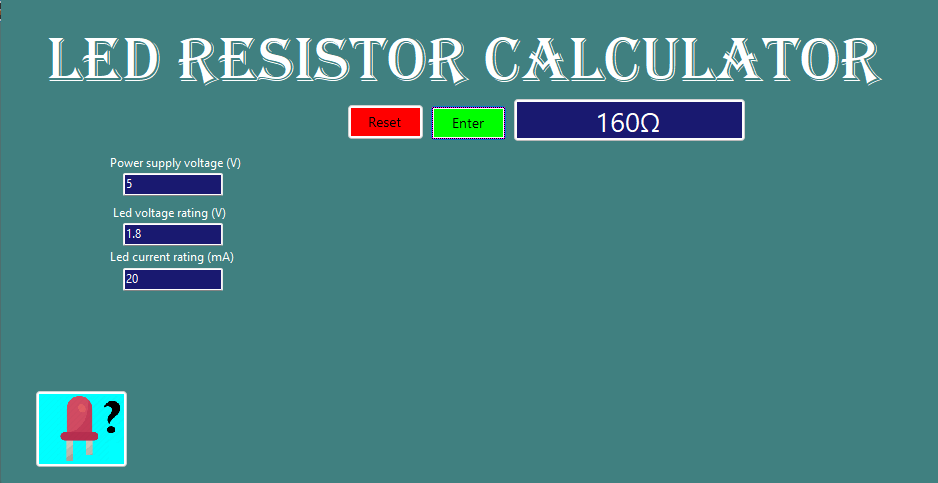 LED RESISTOR CALCULATOR
Reset
Enter
160Ω
Power supply voltage (V)
5
Led voltage rating (V)
1.8
Led current rating (mA)
20
?